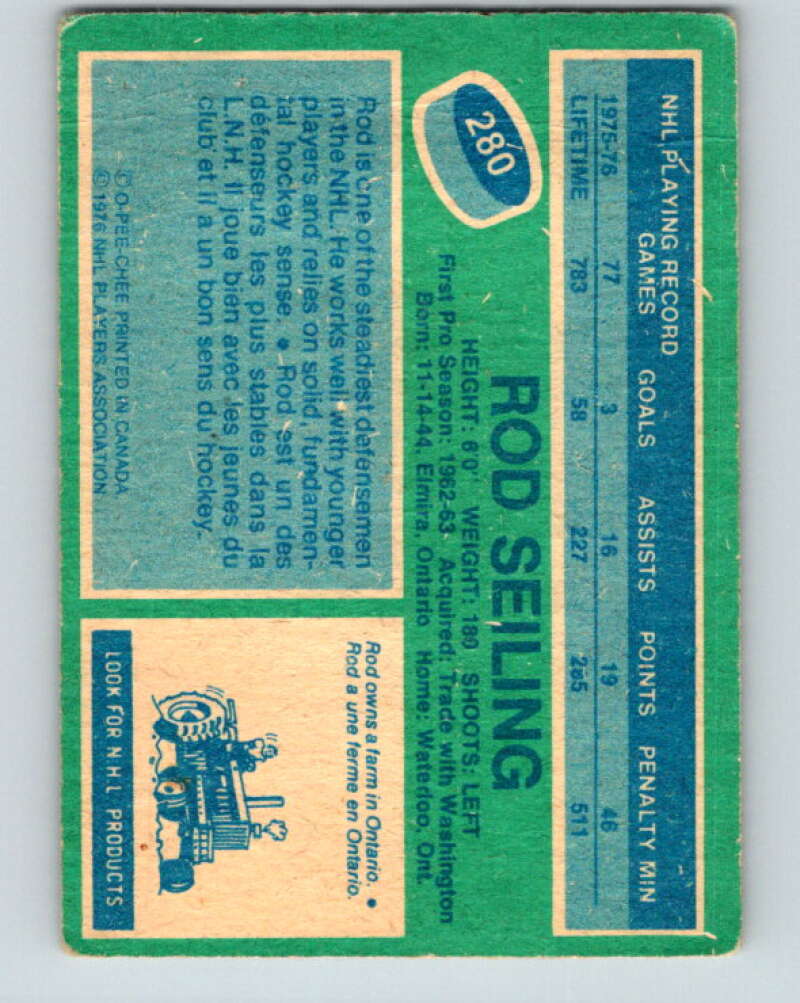 NHL PLAYING RECORD
GAMES GOALS ASSISTS POINTS PENALTY MIN
1975-76 77 3 16 19 46
LIFETIME 783 58 227 285 511
280
ROD SEILING
HEIGHT: 6'0' WEIGHT: 180 SHOOTS: LEFT
First Pro Season: 1962-63 Acquired: Trade with Washington
Born: 11-14-44, Elmira, Ontario Home: Waterloo, Ont.
Rod is one of the steadiest defensemen
in the NHL. He works well with younger
players and relies on solid, fundamen-
tal hockey sense. • Rod est un des
défenseurs les plus stables dans la
L.N.H. Il joue bien avec les jeunes du
club et il a un bon sens du hockey.
© O-PEE-CHEE PRINTED IN CANADA
© 1976 NHL PLAYERS ASSOCIATION
Rod owns a farm in Ontario. •
Rod a une ferme en Ontario.
LOOK FOR N H L PRODUCTS